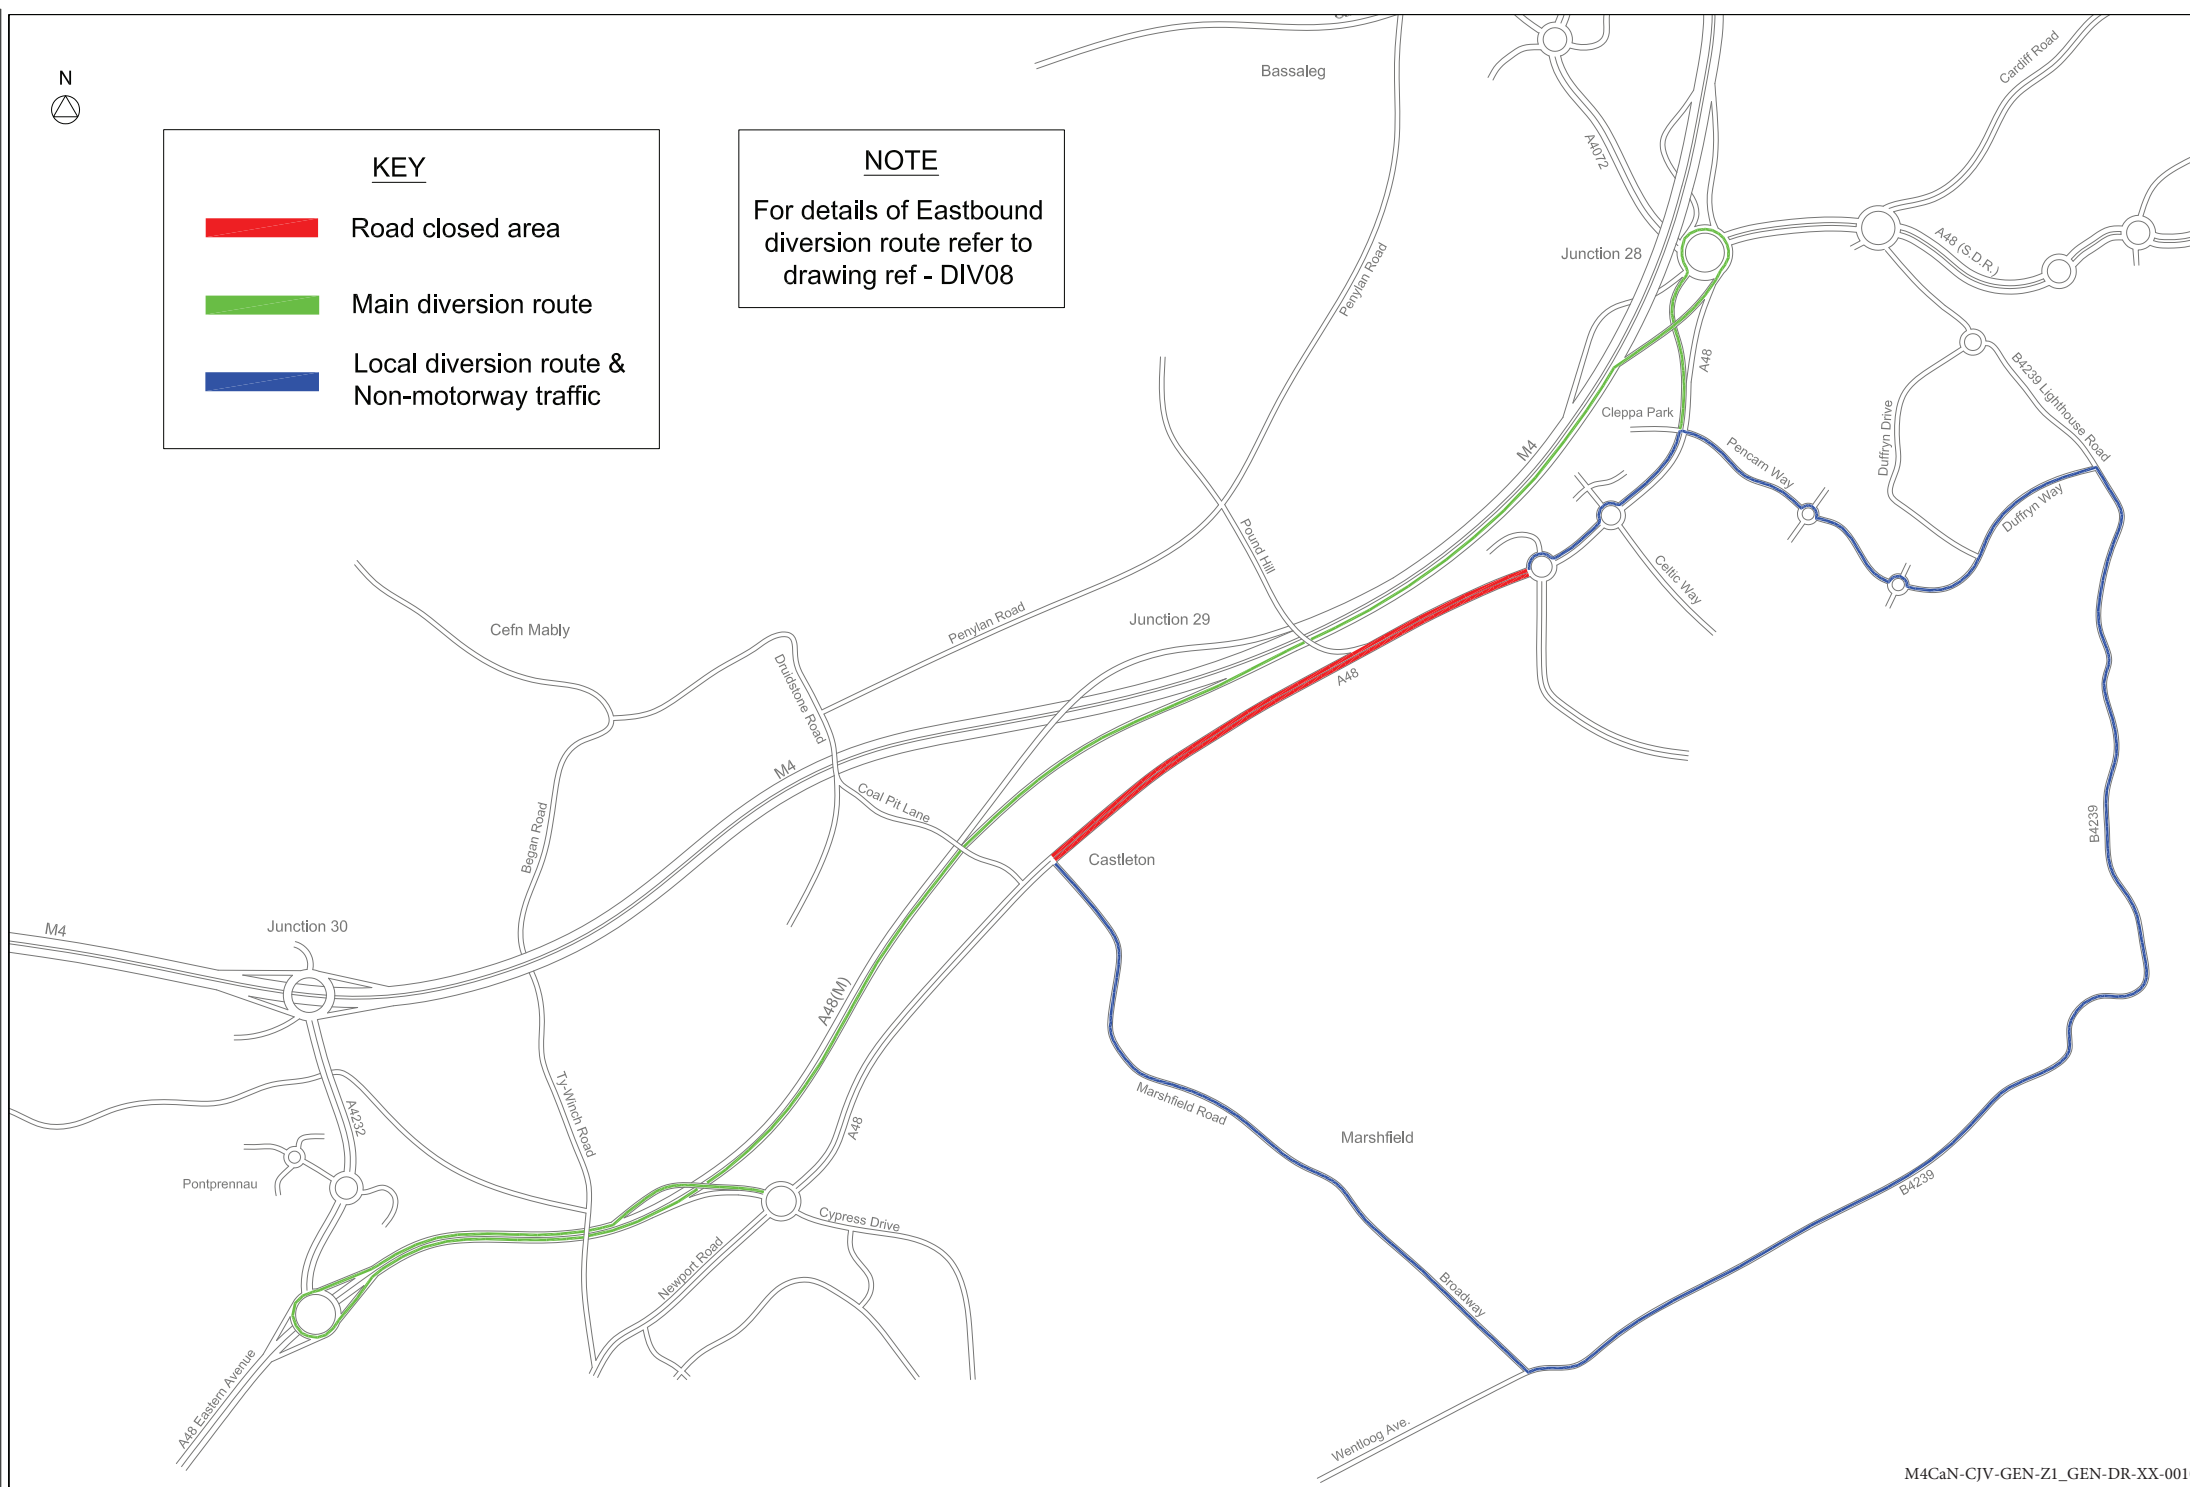 N
KEY
Road closed area
Main diversion route
Local diversion route &
Non-motorway traffic
NOTE
For details of Eastbound
diversion route refer to
drawing ref - DIV08
Bassaleg
Cardiff Road
A4072
Junction 28
A48 (S.D.R.)
Penylan Road
A48
B4239 Lighthouse Road
Cleppa Park
Duffryn Drive
Pencarn Way
M4
Duffryn Way
Pound Hill
Celtic Way
Junction 29
Penylan Road
Cefn Mably
Druidstone Road
A48
M4
Coal Pit Lane
Began Road
Castleton
B4239
M4
Junction 30
A48(M)
Marshfield Road
Marshfield
A4232
Ty-Winch Road
A48
Pontprennau
B4239
Cypress Drive
Newport Road
Broadway
A48 Eastern Avenue
Wentloog Ave.
M4CaN-CJV-GEN-Z1_GEN-DR-XX-001